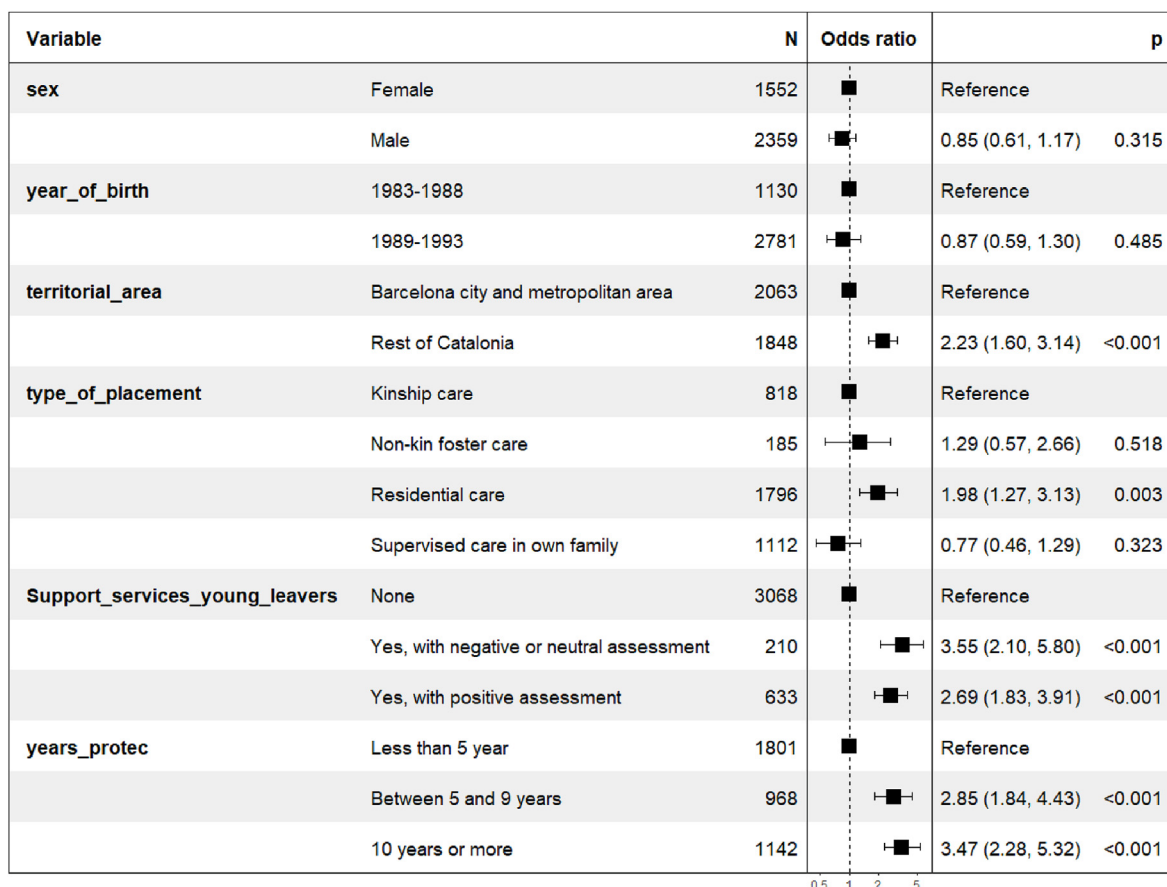 Variable N Odds ratio p
sex Female 1552 Reference
Male 2359 0.85 (0.61, 1.17) 0.315
year_of_birth 1983-1988 1130 Reference
1989-1993 2781 0.87 (0.59, 1.30) 0.485
territorial_area Barcelona city and metropolitan area 2063 Reference
Rest of Catalonia 1848 2.23 (1.60, 3.14) <0.001
type_of_placement Kinship care 818 Reference
Non-kin foster care 185 1.29 (0.57, 2.66) 0.518
Residential care 1796 1.98 (1.27, 3.13) 0.003
Supervised care in own family 1112 0.77 (0.46, 1.29) 0.323
Support_services_young_leavers None 3068 Reference
Yes, with negative or neutral assessment 210 3.55 (2.10, 5.80) <0.001
Yes, with positive assessment 633 2.69 (1.83, 3.91) <0.001
years_protec Less than 5 year 1801 Reference
Between 5 and 9 years 968 2.85 (1.84, 4.43) <0.001
10 years or more 1142 3.47 (2.28, 5.32) <0.001
0.5 1 2 5